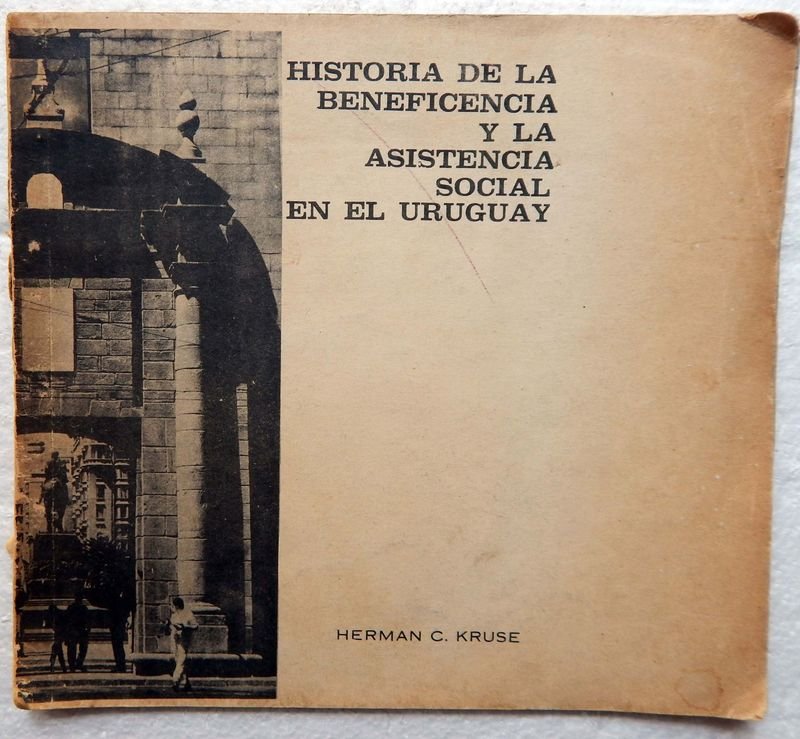 HISTORIA DE LA
BENEFICENCIA
Y LA
ASISTENCIA
SOCIAL
EN EL URUGUAY
HERMAN C. KRUSE